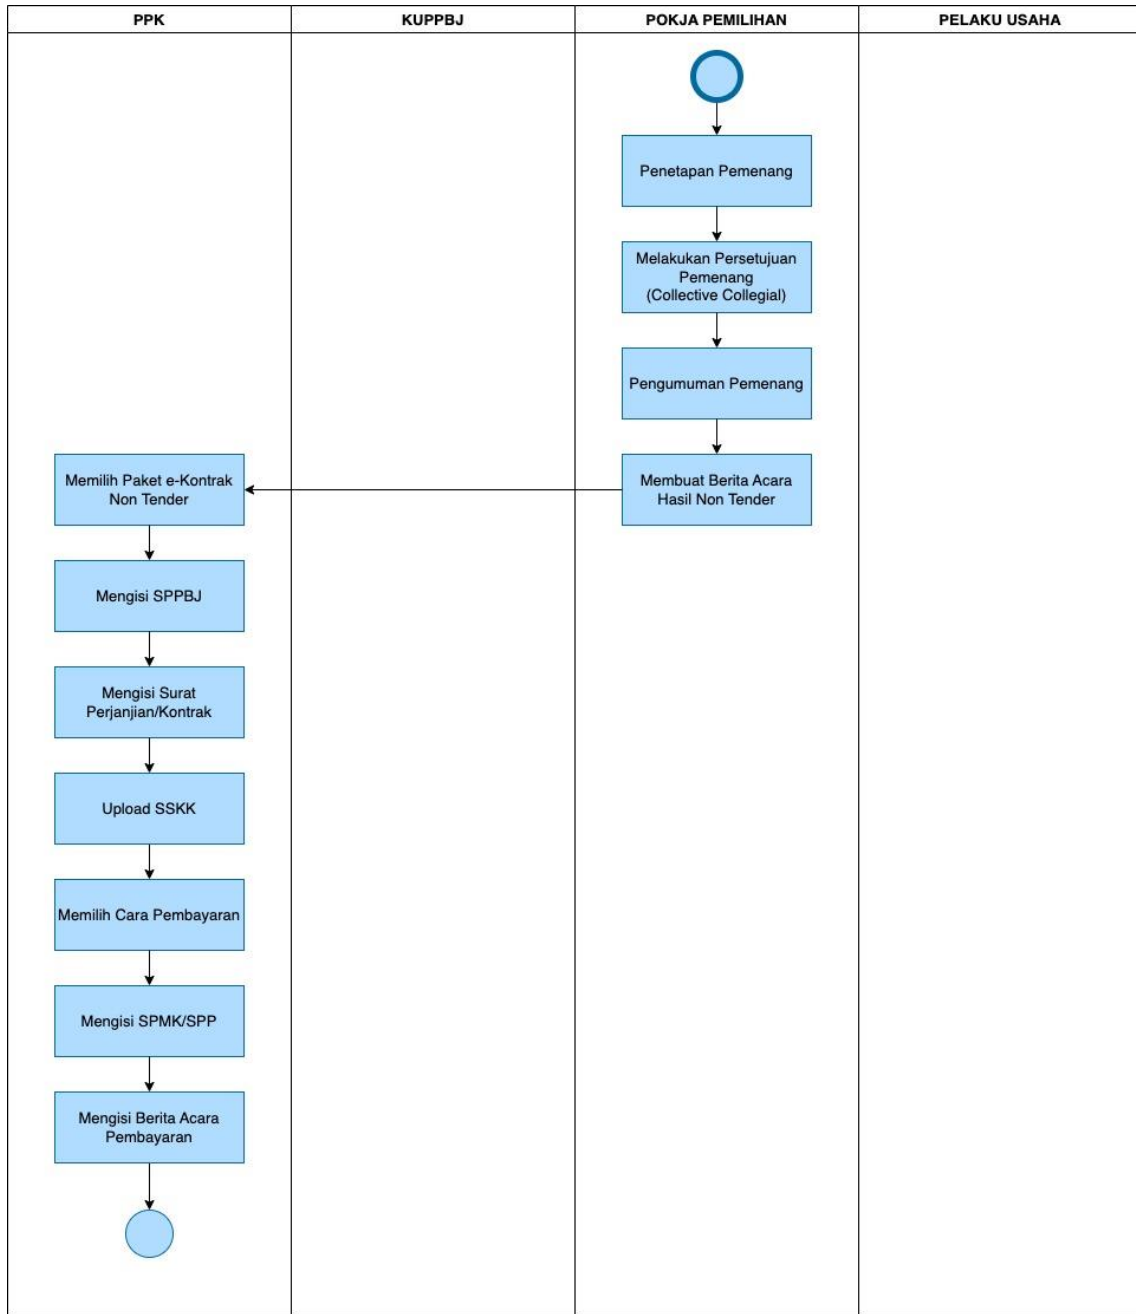 PPK
KUPPBJ
POKJA PEMILIHAN
PELAKU USAHA
Penetapan Pemenang
Melakukan Persetujuan
Pemenang
(Collective Collegial)
Pengumuman Pemenang
Membuat Berita Acara
Hasil Non Tender
Memilih Paket e-Kontrak
Non Tender
Mengisi SPPBJ
Mengisi Surat
Perjanjian/Kontrak
Upload SSKK
Memilih Cara Pembayaran
Mengisi SPMK/SPP
Mengisi Berita Acara
Pembayaran